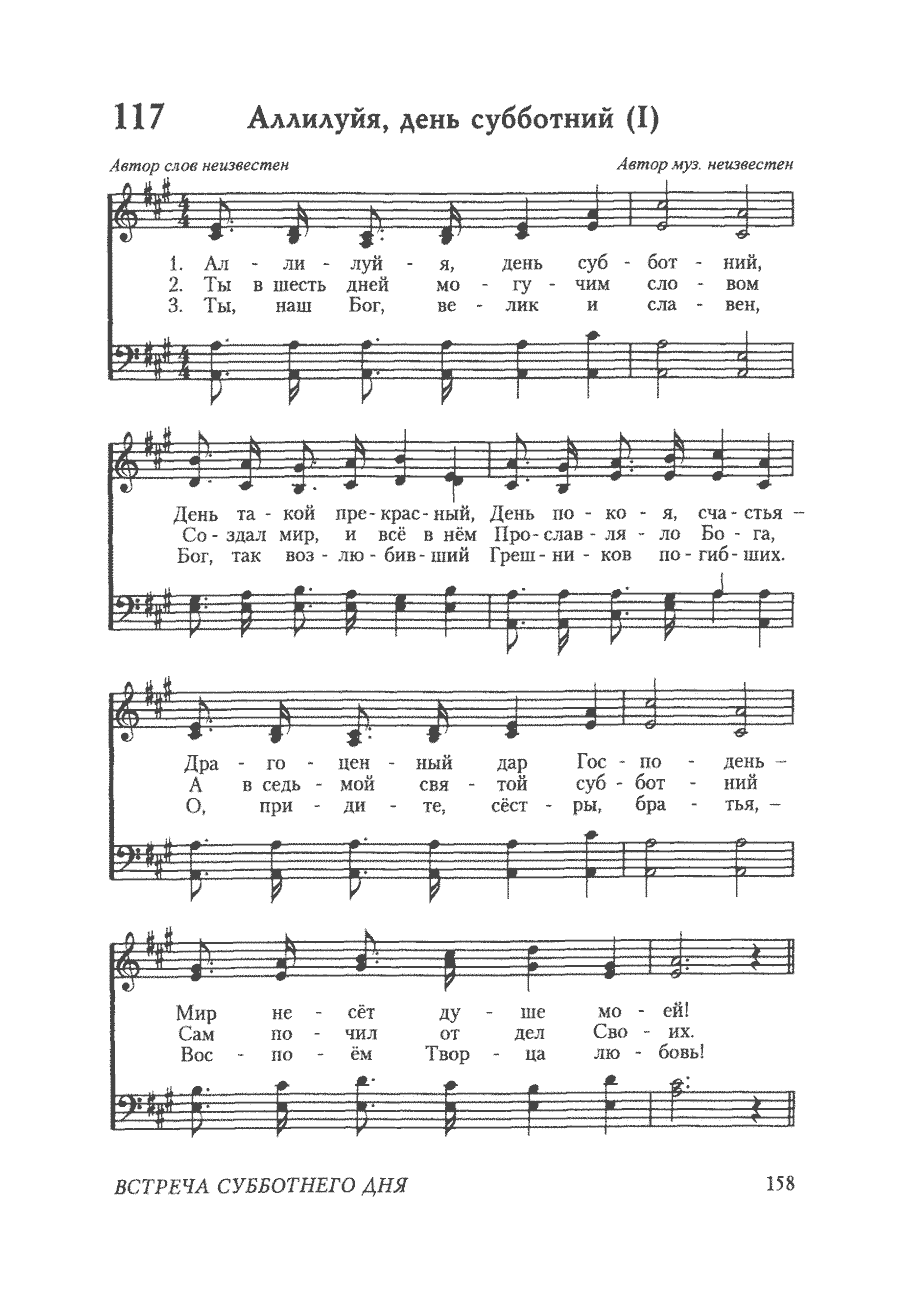 117 Аллилуйя, день субботний (I)
Автор слов неизвестен Автор муз. неизвестен
1. Ал - ли - луй - я, день суб - бот - ний,
2. Ты в шесть дней мо - гу - чим сло - вом
3. Ты, наш Бог, ве - лик и сла - вен,
День та - кой пре - крас - ный, День по - ко - я, сча - стья –
Со - здал мир, и всё в нём Про - слав - ля - ло Бо - га,
Бог, так воз - лю - бив - ший Греш - ни - ков по - гиб - ших.
Дра - го - цен - ный дар Гос - по - день –
А в седь - мой свя - той суб - бот - ний
О, при - ди - те, сёст - ры, бра - тья, –
Мир не - сёт ду - ше мо - ей!
Сам по - чил от дел Сво - их.
Вос - по - ём Твор - ца лю - бовь!
ВСТРЕЧА СУББОТНЕГО ДНЯ 158